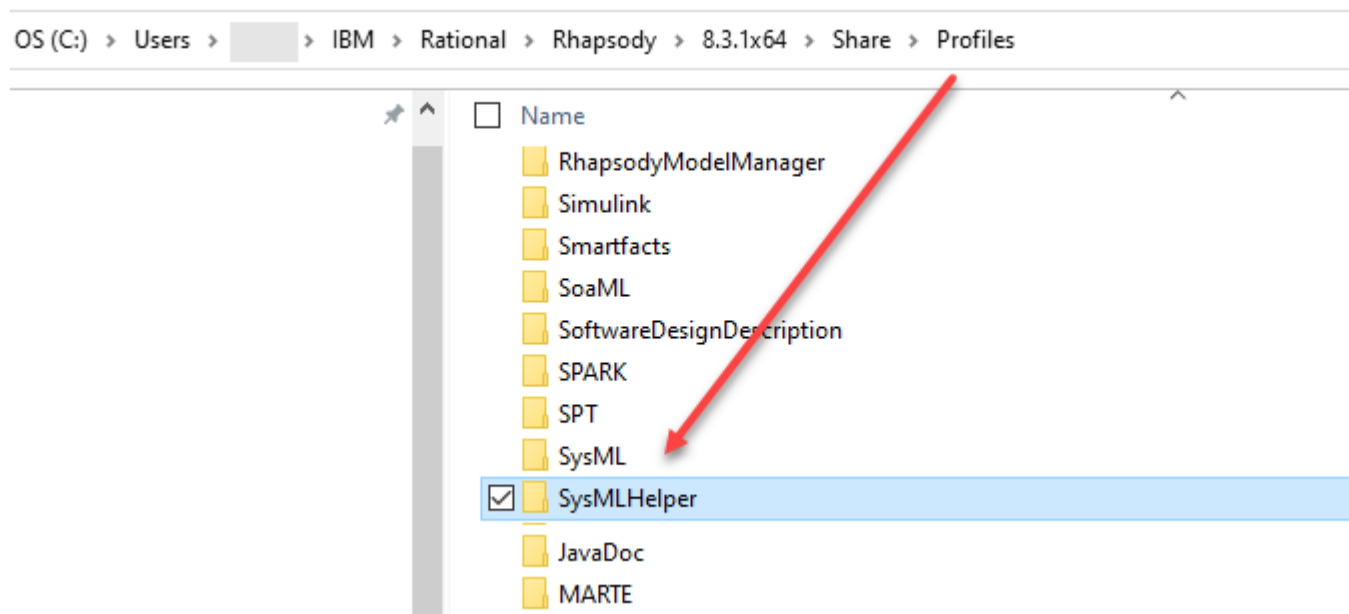 OS (C:) > Users > > IBM > Rational > Rhapsody > 8.3.1x64 > Share > Profiles
Name
RhapsodyModelManager
Simulink
Smartfacts
SoaML
SoftwareDesignDescription
SPARK
SPT
SysML
SysMLHelper
JavaDoc
MARTE